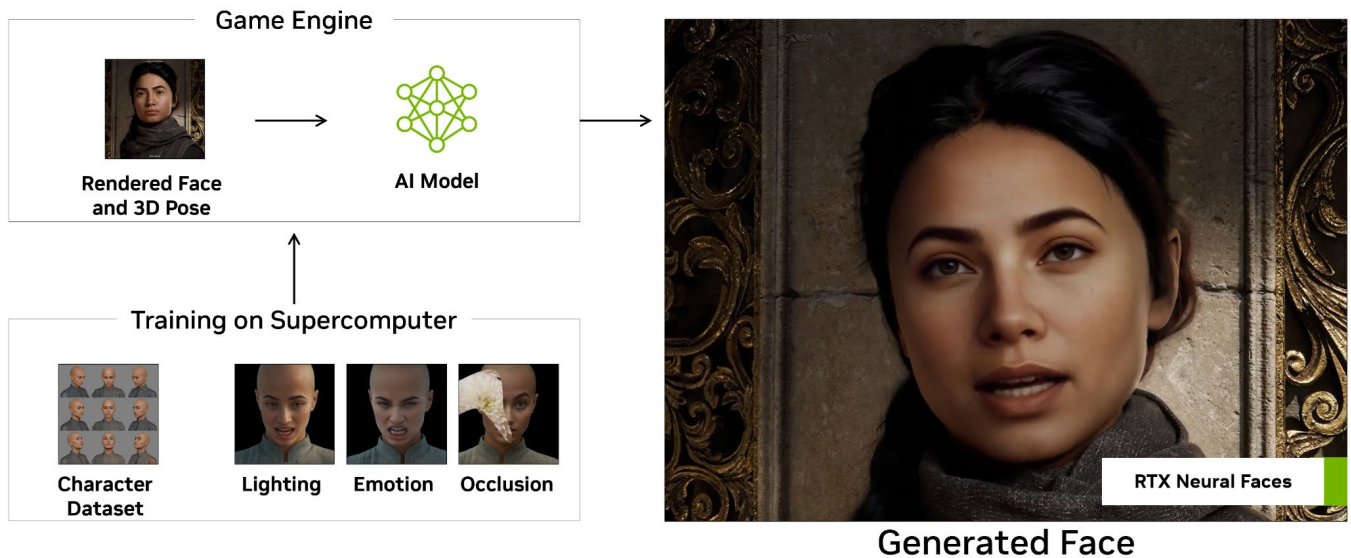 Game Engine
Rendered Face
and 3D Pose
AI Model
Training on Supercomputer
Character
Dataset
Lighting
Emotion
Occlusion
RTX Neural Faces
Generated Face